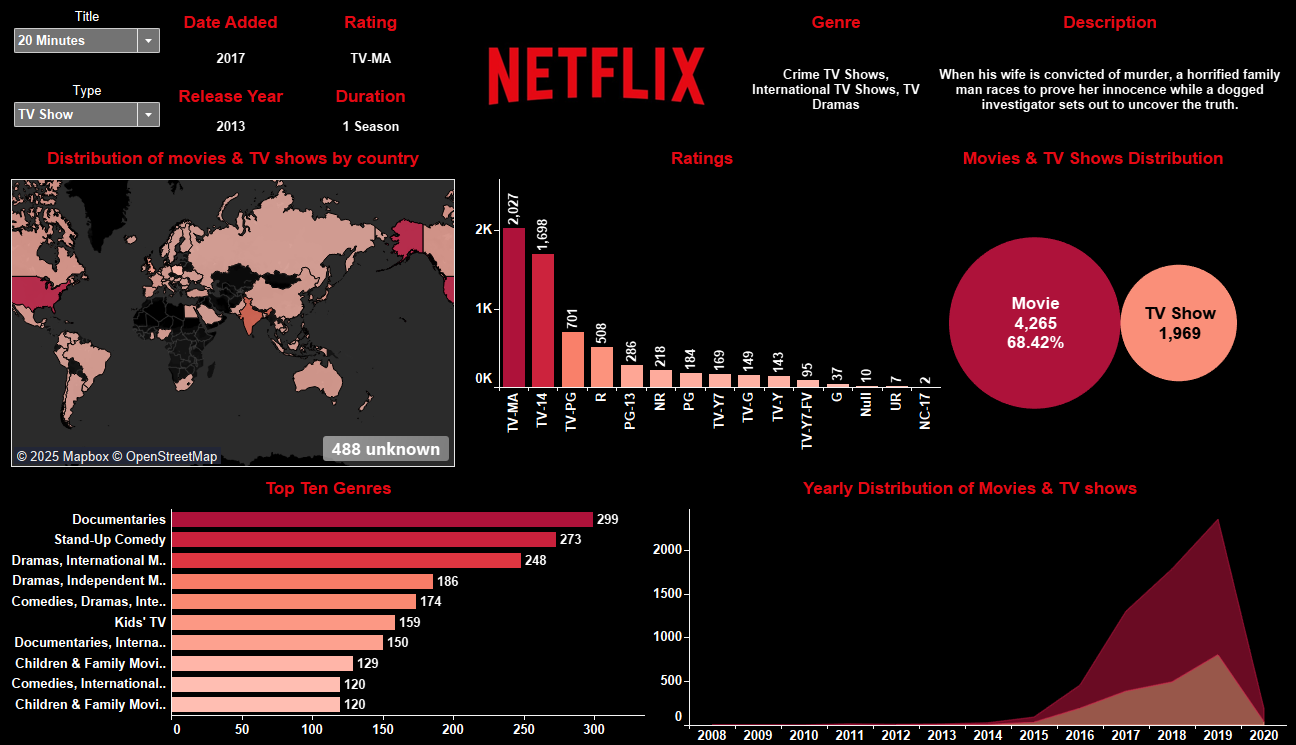 Title
20 Minutes
Date Added
2017
Rating
TV-MA
Type
TV Show
Release Year
2013
Duration
1 Season
NETFLIX
Genre
Crime TV Shows,
International TV Shows, TV
Dramas
Description
When his wife is convicted of murder, a horrified family
man races to prove her innocence while a dogged
investigator sets out to uncover the truth.
Distribution of movies & TV shows by country
488 unknown
© 2025 Mapbox © OpenStreetMap
Ratings
2K
1K
0K
2,027
1,698
701
508
286
218
184
169
149
143
95
37
10
7
2
TV-MA
TV-14
TV-PG
R
PG-13
NR
PG
TV-Y7
TV-G
TV-Y
TV-Y7-FV
G
Null
UR
NC-17
Movies & TV Shows Distribution
Movie
4,265
68.42%
TV Show
1,969
Top Ten Genres
Documentaries 299
Stand-Up Comedy 273
Dramas, International M.. 248
Dramas, Independent M.. 186
Comedies, Dramas, Inte.. 174
Kids' TV 159
Documentaries, Interna.. 150
Children & Family Movi.. 129
Comedies, International.. 120
Children & Family Movi.. 120
0 50 100 150 200 250 300
Yearly Distribution of Movies & TV shows
2000
1500
1000
500
0
2008 2009 2010 2011 2012 2013 2014 2015 2016 2017 2018 2019 2020